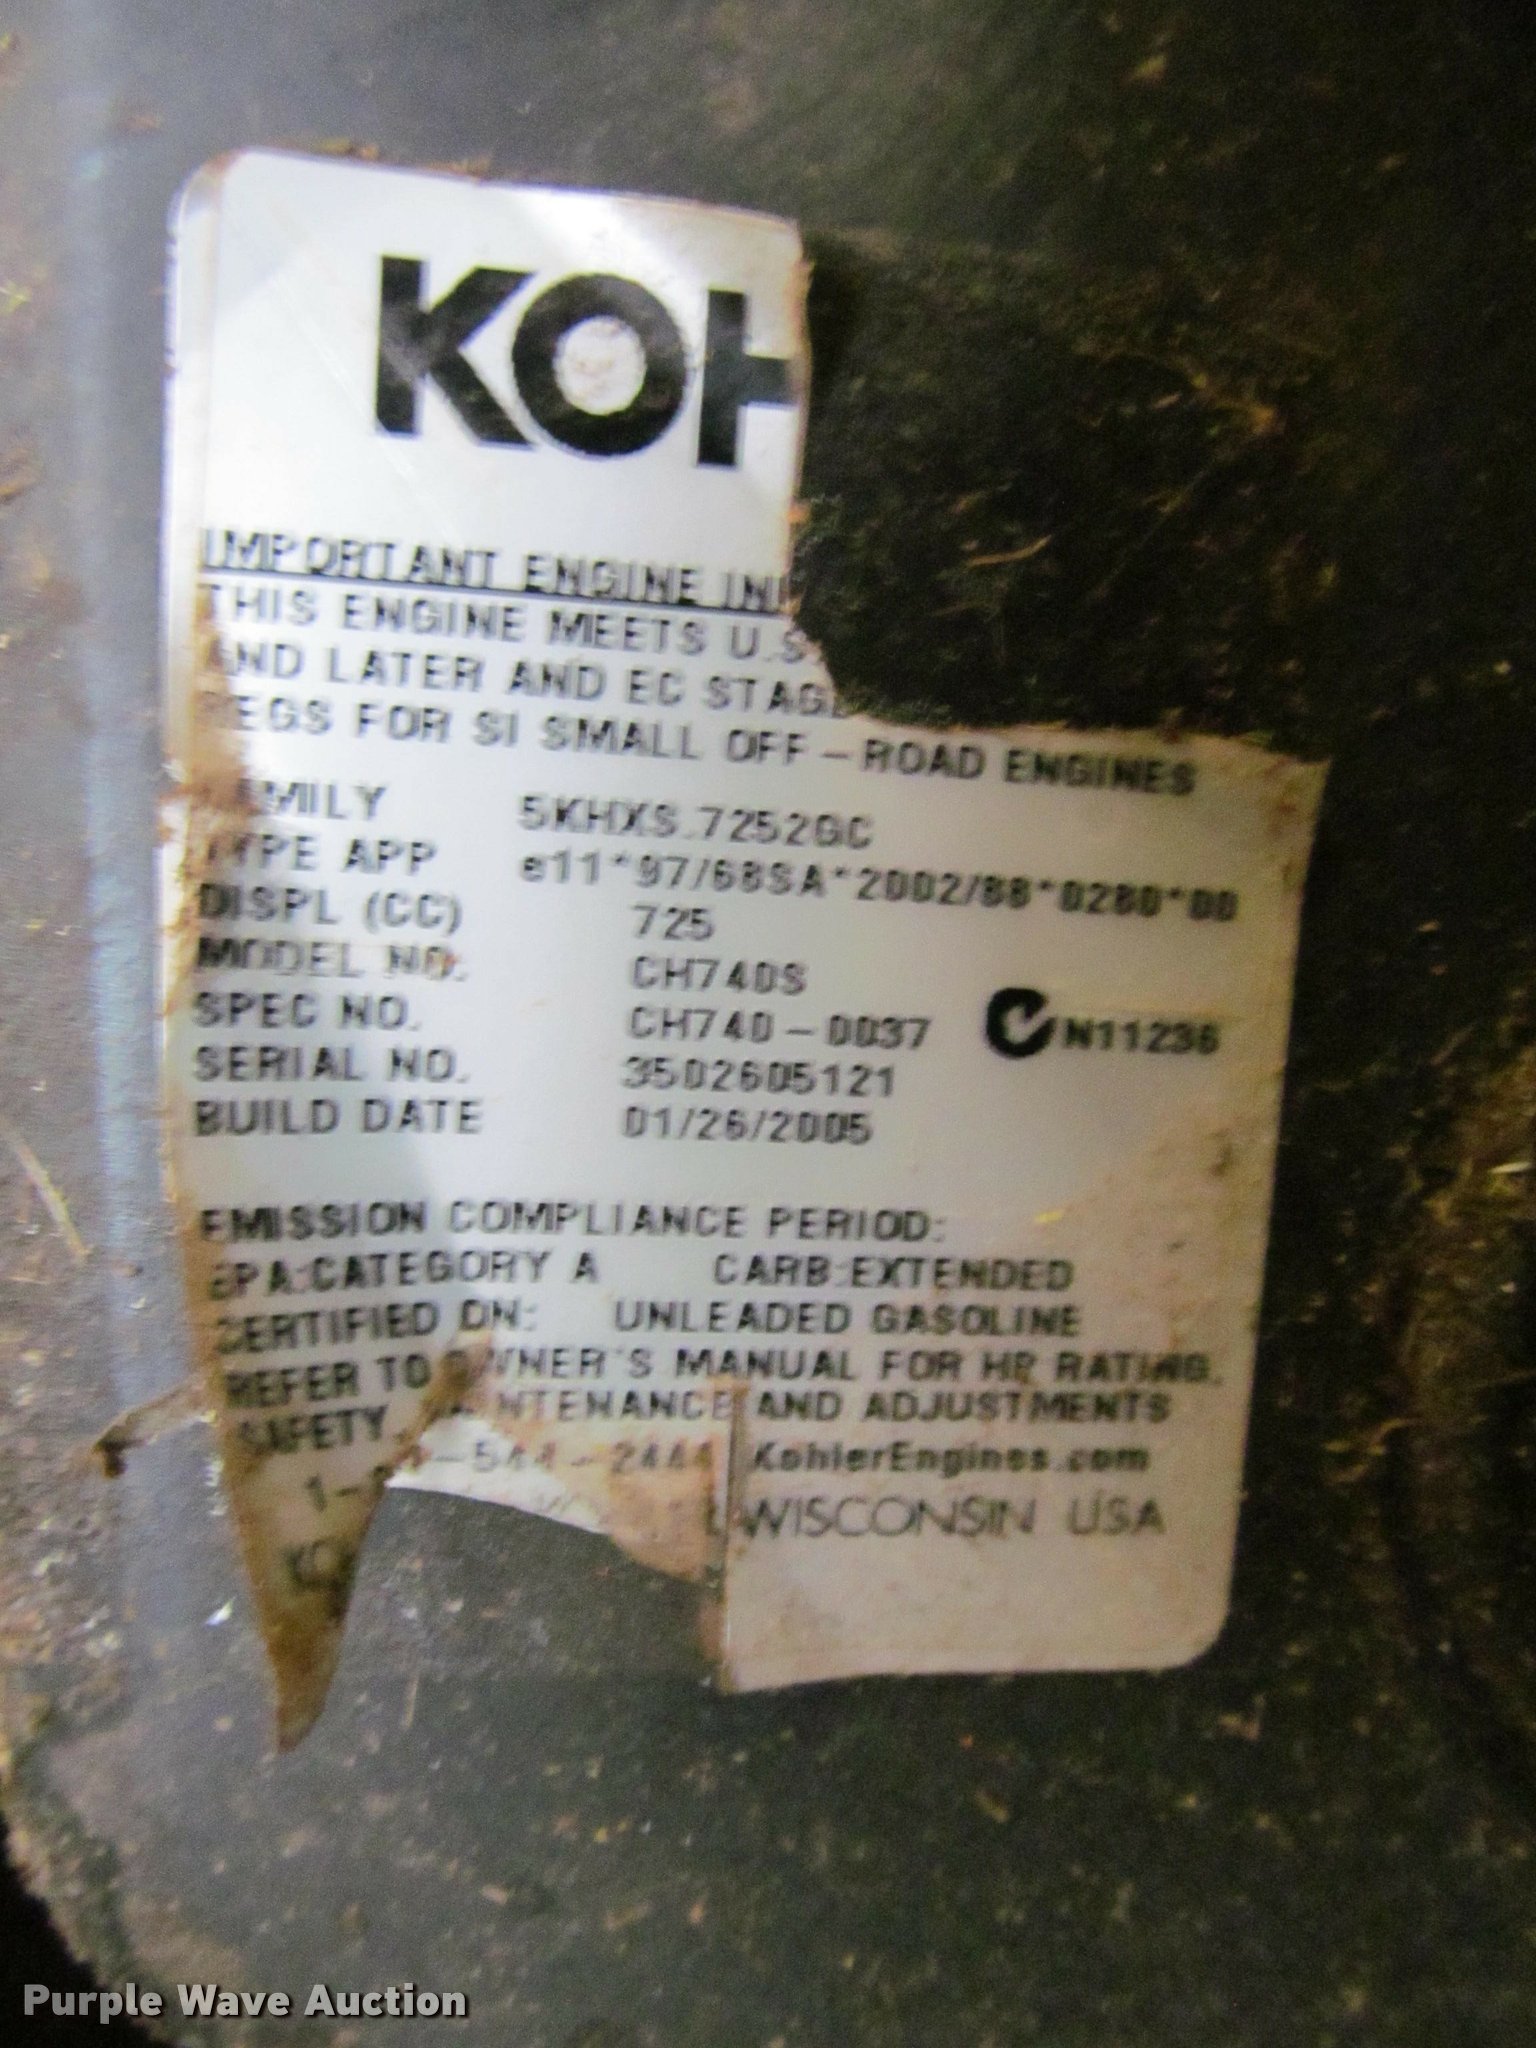 KOH
IMPORTANT ENGINE IN
THIS ENGINE MEETS U.S
AND LATER AND EC STAGE
REGS FOR SI SMALL OFF-ROAD ENGINES
FAMILY 5KHXS.7252GC
TYPE APP e11*97/68SA*2002/88*0280*00
DISPL (CC) 725
MODEL NO. CH740S
SPEC NO. CH740-0037 N11236
SERIAL NO. 3502605121
BUILD DATE 01/26/2005
EMISSION COMPLIANCE PERIOD:
EPA:CATEGORY A CARB:EXTENDED
CERTIFIED ON: UNLEADED GASOLINE
REFER TO OWNER'S MANUAL FOR HP RATING,
SAFETY, MAINTENANCE AND ADJUSTMENTS
-544-2444 KohlerEngines.com
WISCONSIN USA
Purple Wave Auction